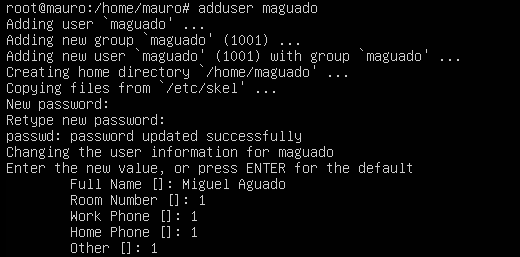 root@mauro:/home/mauro# adduser maguado
Adding user `maguado' ...
Adding new group `maguado' (1001) ...
Adding new user `maguado' (1001) with group `maguado' ...
Creating home directory `/home/maguado' ...
Copying files from `/etc/skel' ...
New password:
Retype new password:
passwd: password updated successfully
Changing the user information for maguado
Enter the new value, or press ENTER for the default
Full Name []: Miguel Aguado
Room Number []: 1
Work Phone []: 1
Home Phone []: 1
Other []: 1